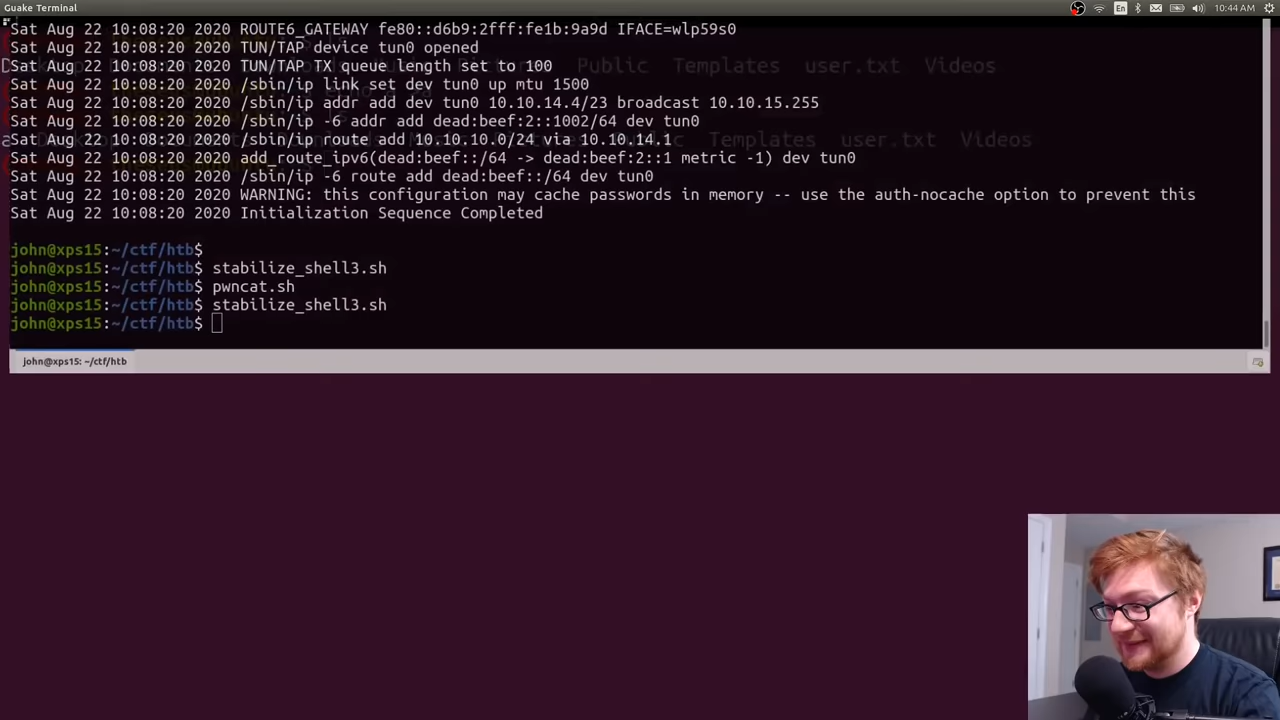 Guake Terminal
En
10:44 AM
Sat Aug 22 10:08:20 2020 ROUTE6_GATEWAY fe80::d6b9:2fff:fe1b:9a9d IFACE=wlp59s0
Sat Aug 22 10:08:20 2020 TUN/TAP device tun0 opened
Sat Aug 22 10:08:20 2020 TUN/TAP TX queue length set to 100
Public Templates user.txt Videos
Sat Aug 22 10:08:20 2020 /sbin/ip link set dev tun0 up mtu 1500
Sat Aug 22 10:08:20 2020 /sbin/ip addr add dev tun0 10.10.14.4/23 broadcast 10.10.15.255
Sat Aug 22 10:08:20 2020 /sbin/ip -6 addr add dead:beef:2::1002/64 dev tun0
Sat Aug 22 10:08:20 2020 /sbin/ip route add 10.10.10.0/24 via 10.10.14.1
Templates user.txt Videos
Sat Aug 22 10:08:20 2020 add_route_ipv6(dead:beef::/64 -> dead:beef:2::1 metric -1) dev tun0
Sat Aug 22 10:08:20 2020 /sbin/ip -6 route add dead:beef::/64 dev tun0
Sat Aug 22 10:08:20 2020 WARNING: this configuration may cache passwords in memory -- use the auth-nocache option to prevent this
Sat Aug 22 10:08:20 2020 Initialization Sequence Completed
john@xps15:~/ctf/htb$
john@xps15:~/ctf/htb$ stabilize_shell3.sh
john@xps15:~/ctf/htb$ pwncat.sh
john@xps15:~/ctf/htb$ stabilize_shell3.sh
john@xps15:~/ctf/htb$
john@xps15: ~/ctf/htb